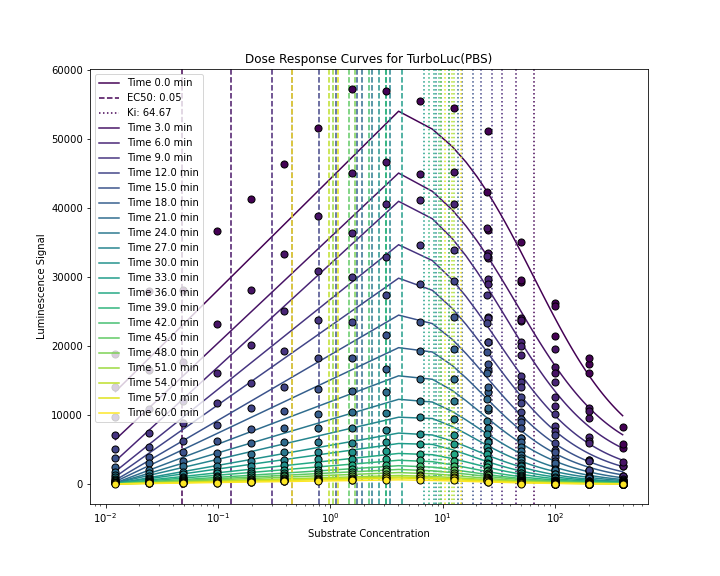 Dose Response Curves for TurboLuc(PBS)
60000
50000
40000
30000
20000
10000
0
Luminescence Signal
Time 0.0 min
EC50: 0.05
Ki: 64.67
Time 3.0 min
Time 6.0 min
Time 9.0 min
Time 12.0 min
Time 15.0 min
Time 18.0 min
Time 21.0 min
Time 24.0 min
Time 27.0 min
Time 30.0 min
Time 33.0 min
Time 36.0 min
Time 39.0 min
Time 42.0 min
Time 45.0 min
Time 48.0 min
Time 51.0 min
Time 54.0 min
Time 57.0 min
Time 60.0 min
10⁻² 10⁻¹ 10⁰ 10¹ 10²
Substrate Concentration